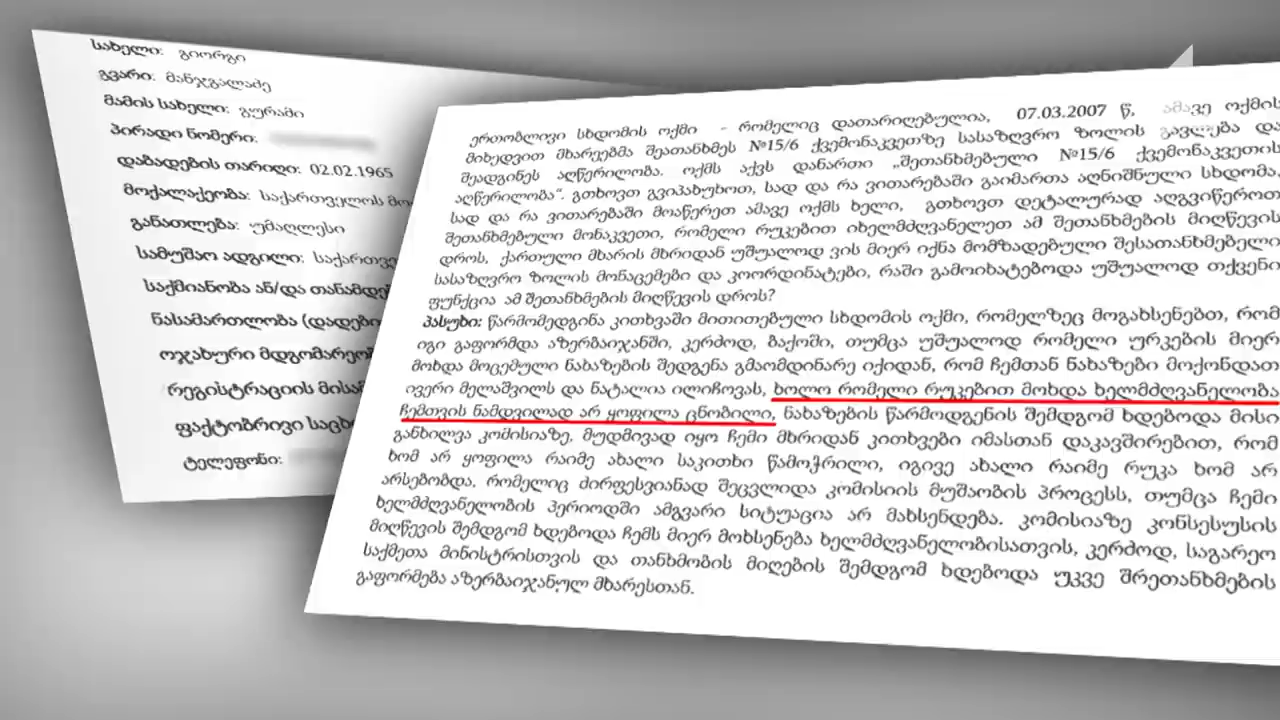 სახელი: გიორგი
გვარი: მანჯგალაძე
მამის სახელი: გურამი
პირადი ნომერი:
დაბადების თარიღი: 02.02.1965
მოქალაქეობა: საქართველოს
განათლება: უმაღლესი
სამუშაო ადგილი:
საქმიანობა ან/და
ნასამართლობა
ოჯახური
რეგისტრაციის
ფაქტობრივი
ტელეფონი:
ერთობლივი სხდომის ოქმი - რომელიც დათარიღებულია, 07.03.2007 წ, ამავე ოქმის
მიხედვით მხარეებმა შეათანხმეს №15/6 ქვემონაკვეთზე სასაზღვრო ზოლის გავლება და
შეადგინეს აღწერილობა. ოქმს აქვს დანართი „შეთანხმებული №15/6 ქვემონაკვეთის
აღწერილობა“. გთხოვთ გვიპასუხოთ, სად და რა ვითარებაში გაიმართა აღნიშნული სხდომა,
სად და რა ვითარებაში მოაწერეთ ამავე ოქმს ხელი, გთხოვთ დეტალურად აღგვიწეროთ
შეთანხმებული მონაკვეთი, რომელი რუკებით იხელმძღვანელეთ ამ შეთანხმების მიღწევის
დროს, ქართული მხარის მხრიდან უშუალოდ ვის მიერ იქნა მომზადებული შესათანხმებელი
სასაზღვრო ზოლის მონაცემები და კოორდინატები, რაში გამოიხატებოდა უშუალოდ თქვენი
ფუნქცია ამ შეთანხმების მიღწევის დროს?
პასუხი: წარმომედგინა კითხვაში მითითებული სხდომის ოქმი, რომელზეც მოგახსენებთ, რომ
იგი გაფორმდა აზერბაიჯანში, კერძოდ, ბაქოში, თუმცა უშუალოდ რომელი ურკების მიერ
მოხდა მოცემული ნახაზების შედგენა გმაომდინარე იქიდან, რომ ჩემთან ნახაზები მოქონდათ
ივერი მელაშვილს და ნატალია ილიჩოვას, ხოლო რომელი რუკებით მოხდა ხელმძღვანელობა
ჩემთვის ნამდვილად არ ყოფილა ცნობილი, ნახაზების წარმოდგენის შემდგომ ხდებოდა მისი
განხილვა კომისიაზე, მუდმივად იყო ჩემი მხრიდან კითხვები იმასთან დაკავშირებით, რომ
ხომ არ ყოფილა რაიმე ახალი საკითხი წამოჭრილი, იგივე ახალი რაიმე რუკა ხომ არ
არსებობდა, რომელიც ძირფესვიანად შეცვლიდა კომისიის მუშაობის პროცესს, თუმცა ჩემი
ხელმძღვანელობის პერიოდში ამგვარი სიტუაცია არ მახსენდება. კომისიაზე კონსესუსის
მიღწევის შემდგომ ხდებოდა ჩემს მიერ მოხსენება ხელმძღვანელობისათვის, კერძოდ, საგარეო
საქმეთა მინისტრისთვის და თანხმობის მიღების შემდგომ ხდებოდა უკვე შრეთანხმების
გაფორმება აზერბაიჯანულ მხარესთან.